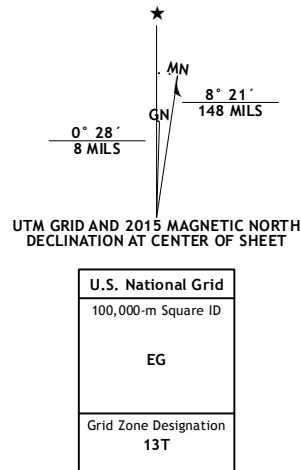 ★
MN
GN
8° 21´
148 MILS
0° 28´
8 MILS
UTM GRID AND 2015 MAGNETIC NORTH
DECLINATION AT CENTER OF SHEET
U.S. National Grid
100,000-m Square ID
EG
Grid Zone Designation
13T